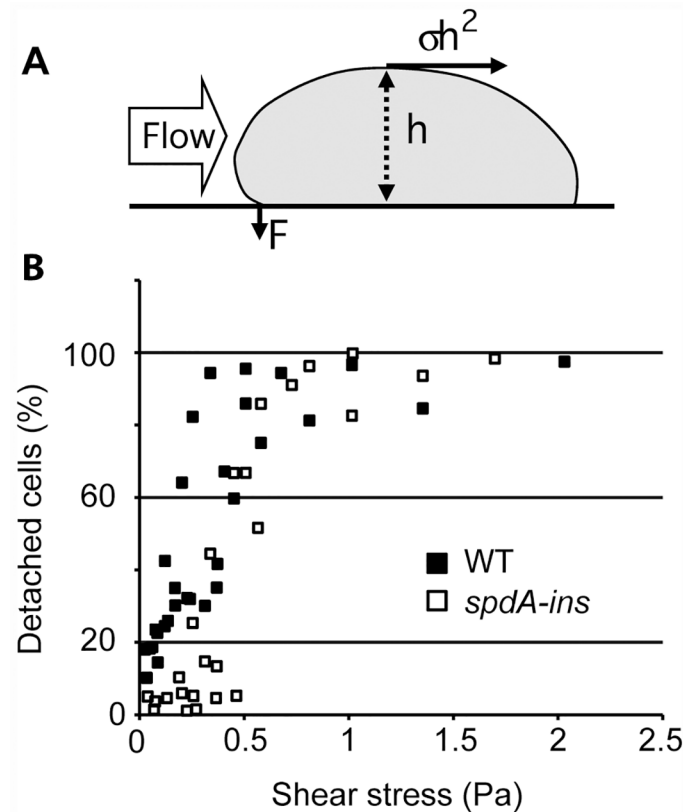 A
σh²
Flow
h
F
B
Detached cells (%)
100
60
20
0
WT
spdA-ins
0
0.5
1
1.5
2
2.5
Shear stress (Pa)